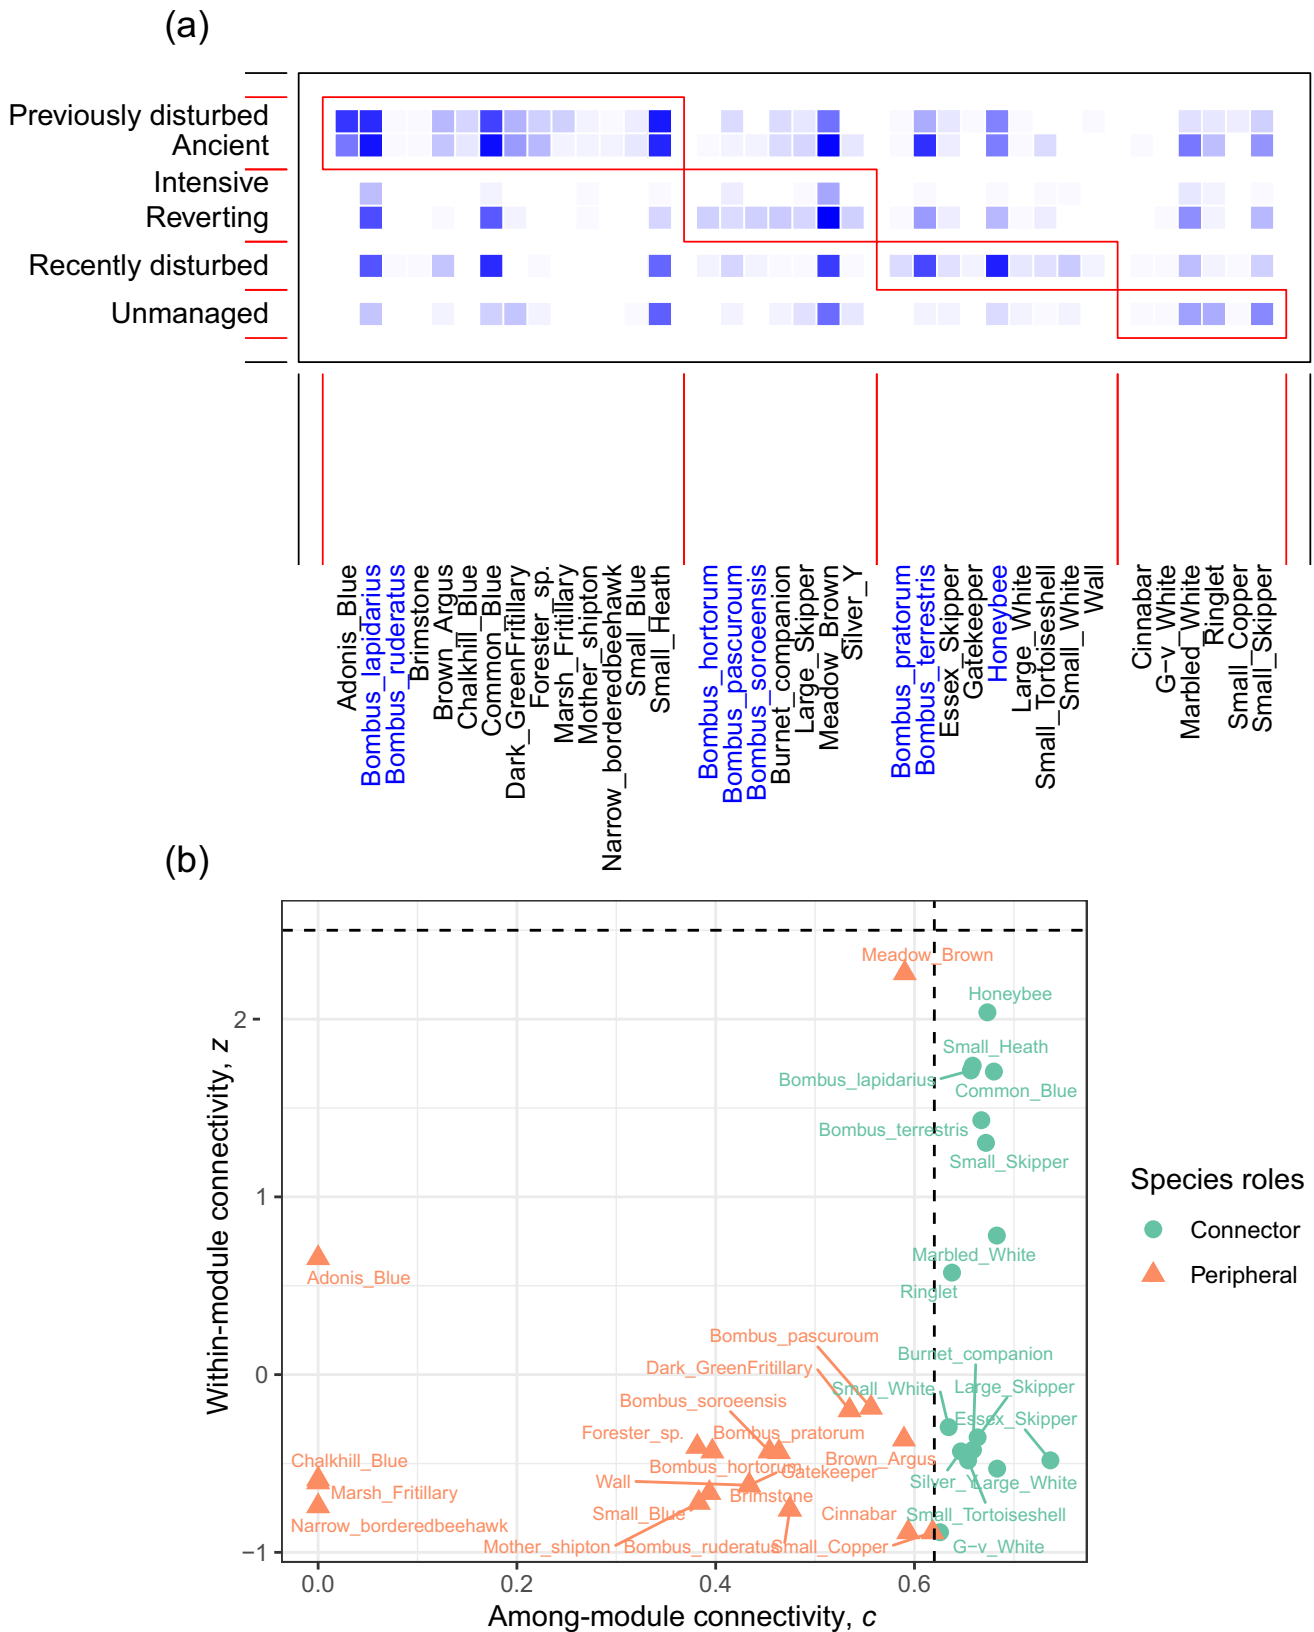 (a)
Previously disturbed
Ancient
Intensive
Reverting
Recently disturbed
Unmanaged
Adonis_Blue
Bombus_lapidarius
Bombus_ruderatus
Brimstone
Brown_Argus
Chalkhill_Blue
Common_Blue
Dark_GreenFritillary
Forester_sp.
Marsh_Fritillary
Mother_shipton
Narrow_borderedbeehawk
Small_Blue
Small_Heath
Bombus_hortorum
Bombus_pascuroum
Bombus_soroeensis
Burnet_companion
Large_Skipper
Meadow_Brown
Silver_Y
Bombus_pratorum
Bombus_terrestris
Essex_Skipper
Gatekeeper
Honeybee
Large_White
Small_Tortoiseshell
Small_White
Wall
Cinnabar
G−v_White
Marbled_White
Ringlet
Small_Copper
Small_Skipper
(b)
Within−module connectivity, z
2
1
0
−1
Meadow_Brown
Honeybee
Small_Heath
Bombus_lapidarius
Common_Blue
Bombus_terrestris
Small_Skipper
Marbled_White
Adonis_Blue
Ringlet
Bombus_pascuroum
Burnet_companion
Dark_GreenFritillary
Small_White
Large_Skipper
Bombus_soroeensis
Essex_Skipper
Forester_sp.
Bombus_pratorum
Chalkhill_Blue
Brown_Argus
Bombus_hortorum
Gatekeeper
Wall
Silver_Y
Large_White
Marsh_Fritillary
Brimstone
Small_Blue
Cinnabar
Small_Tortoiseshell
Narrow_borderedbeehawk
Mother_shipton
Bombus_ruderatus
Small_Copper
G−v_White
0.0
0.2
0.4
0.6
Among−module connectivity, c
Species roles
Connector
Peripheral